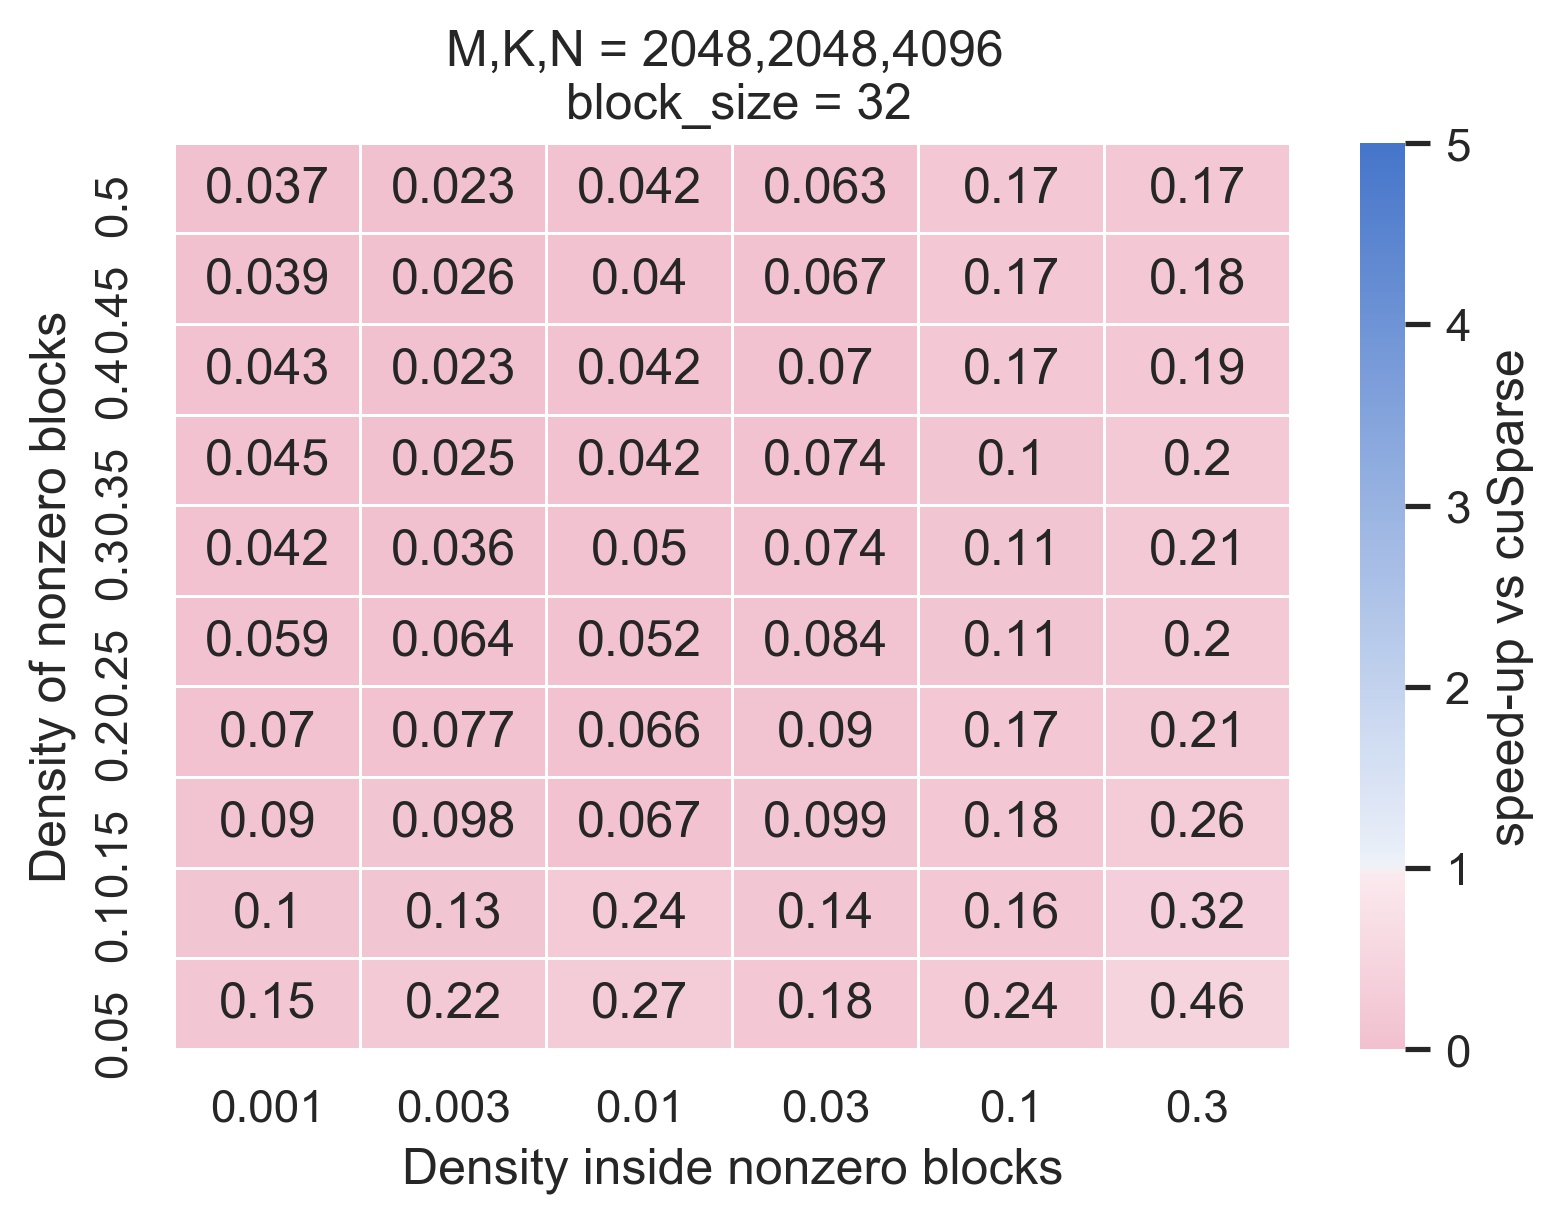 M,K,N = 2048,2048,4096
block_size = 32
Density of nonzero blocks
0.5 0.037 0.023 0.042 0.063 0.17 0.17
0.45 0.039 0.026 0.04 0.067 0.17 0.18
0.4 0.043 0.023 0.042 0.07 0.17 0.19
0.35 0.045 0.025 0.042 0.074 0.1 0.2
0.3 0.042 0.036 0.05 0.074 0.11 0.21
0.25 0.059 0.064 0.052 0.084 0.11 0.2
0.2 0.07 0.077 0.066 0.09 0.17 0.21
0.15 0.09 0.098 0.067 0.099 0.18 0.26
0.1 0.1 0.13 0.24 0.14 0.16 0.32
0.05 0.15 0.22 0.27 0.18 0.24 0.46
0.001 0.003 0.01 0.03 0.1 0.3
Density inside nonzero blocks
5
4
3
2
1
0
speed-up vs cuSparse